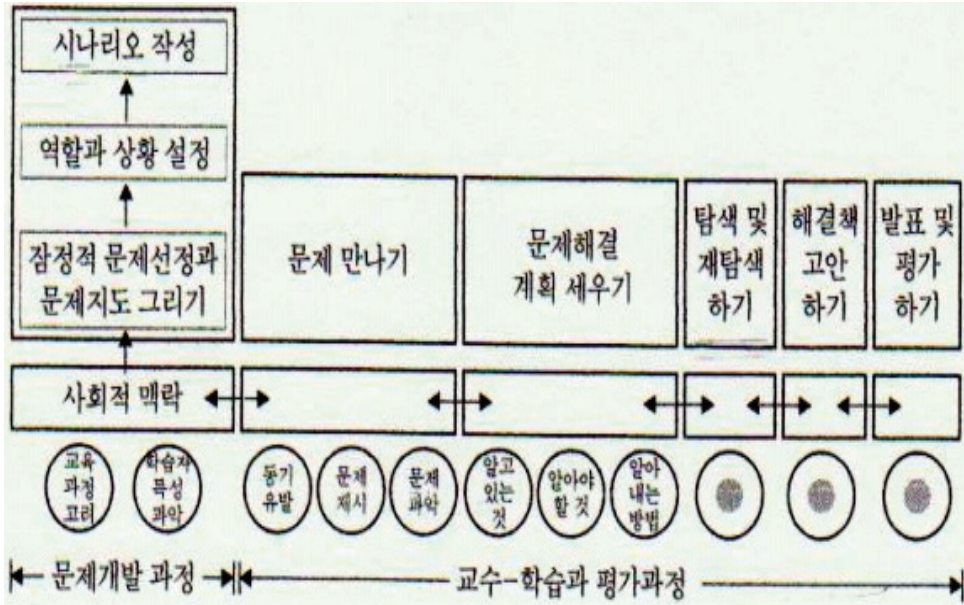 시나리오 작성
역할과 상황 설정
잠정적 문제선정과
문제지도 그리기
문제 만나기
문제해결
계획 세우기
탐색 및
재탐색
하기
해결책
고안
하기
발표 및
평가
하기
사회적 맥락
교육
과정
고려
학습자
특성
파악
동기
유발
문제
제시
문제
파악
알고
있는
것
알아야
할 것
알아
내는
방법
문제개발 과정
교수-학습과 평가과정